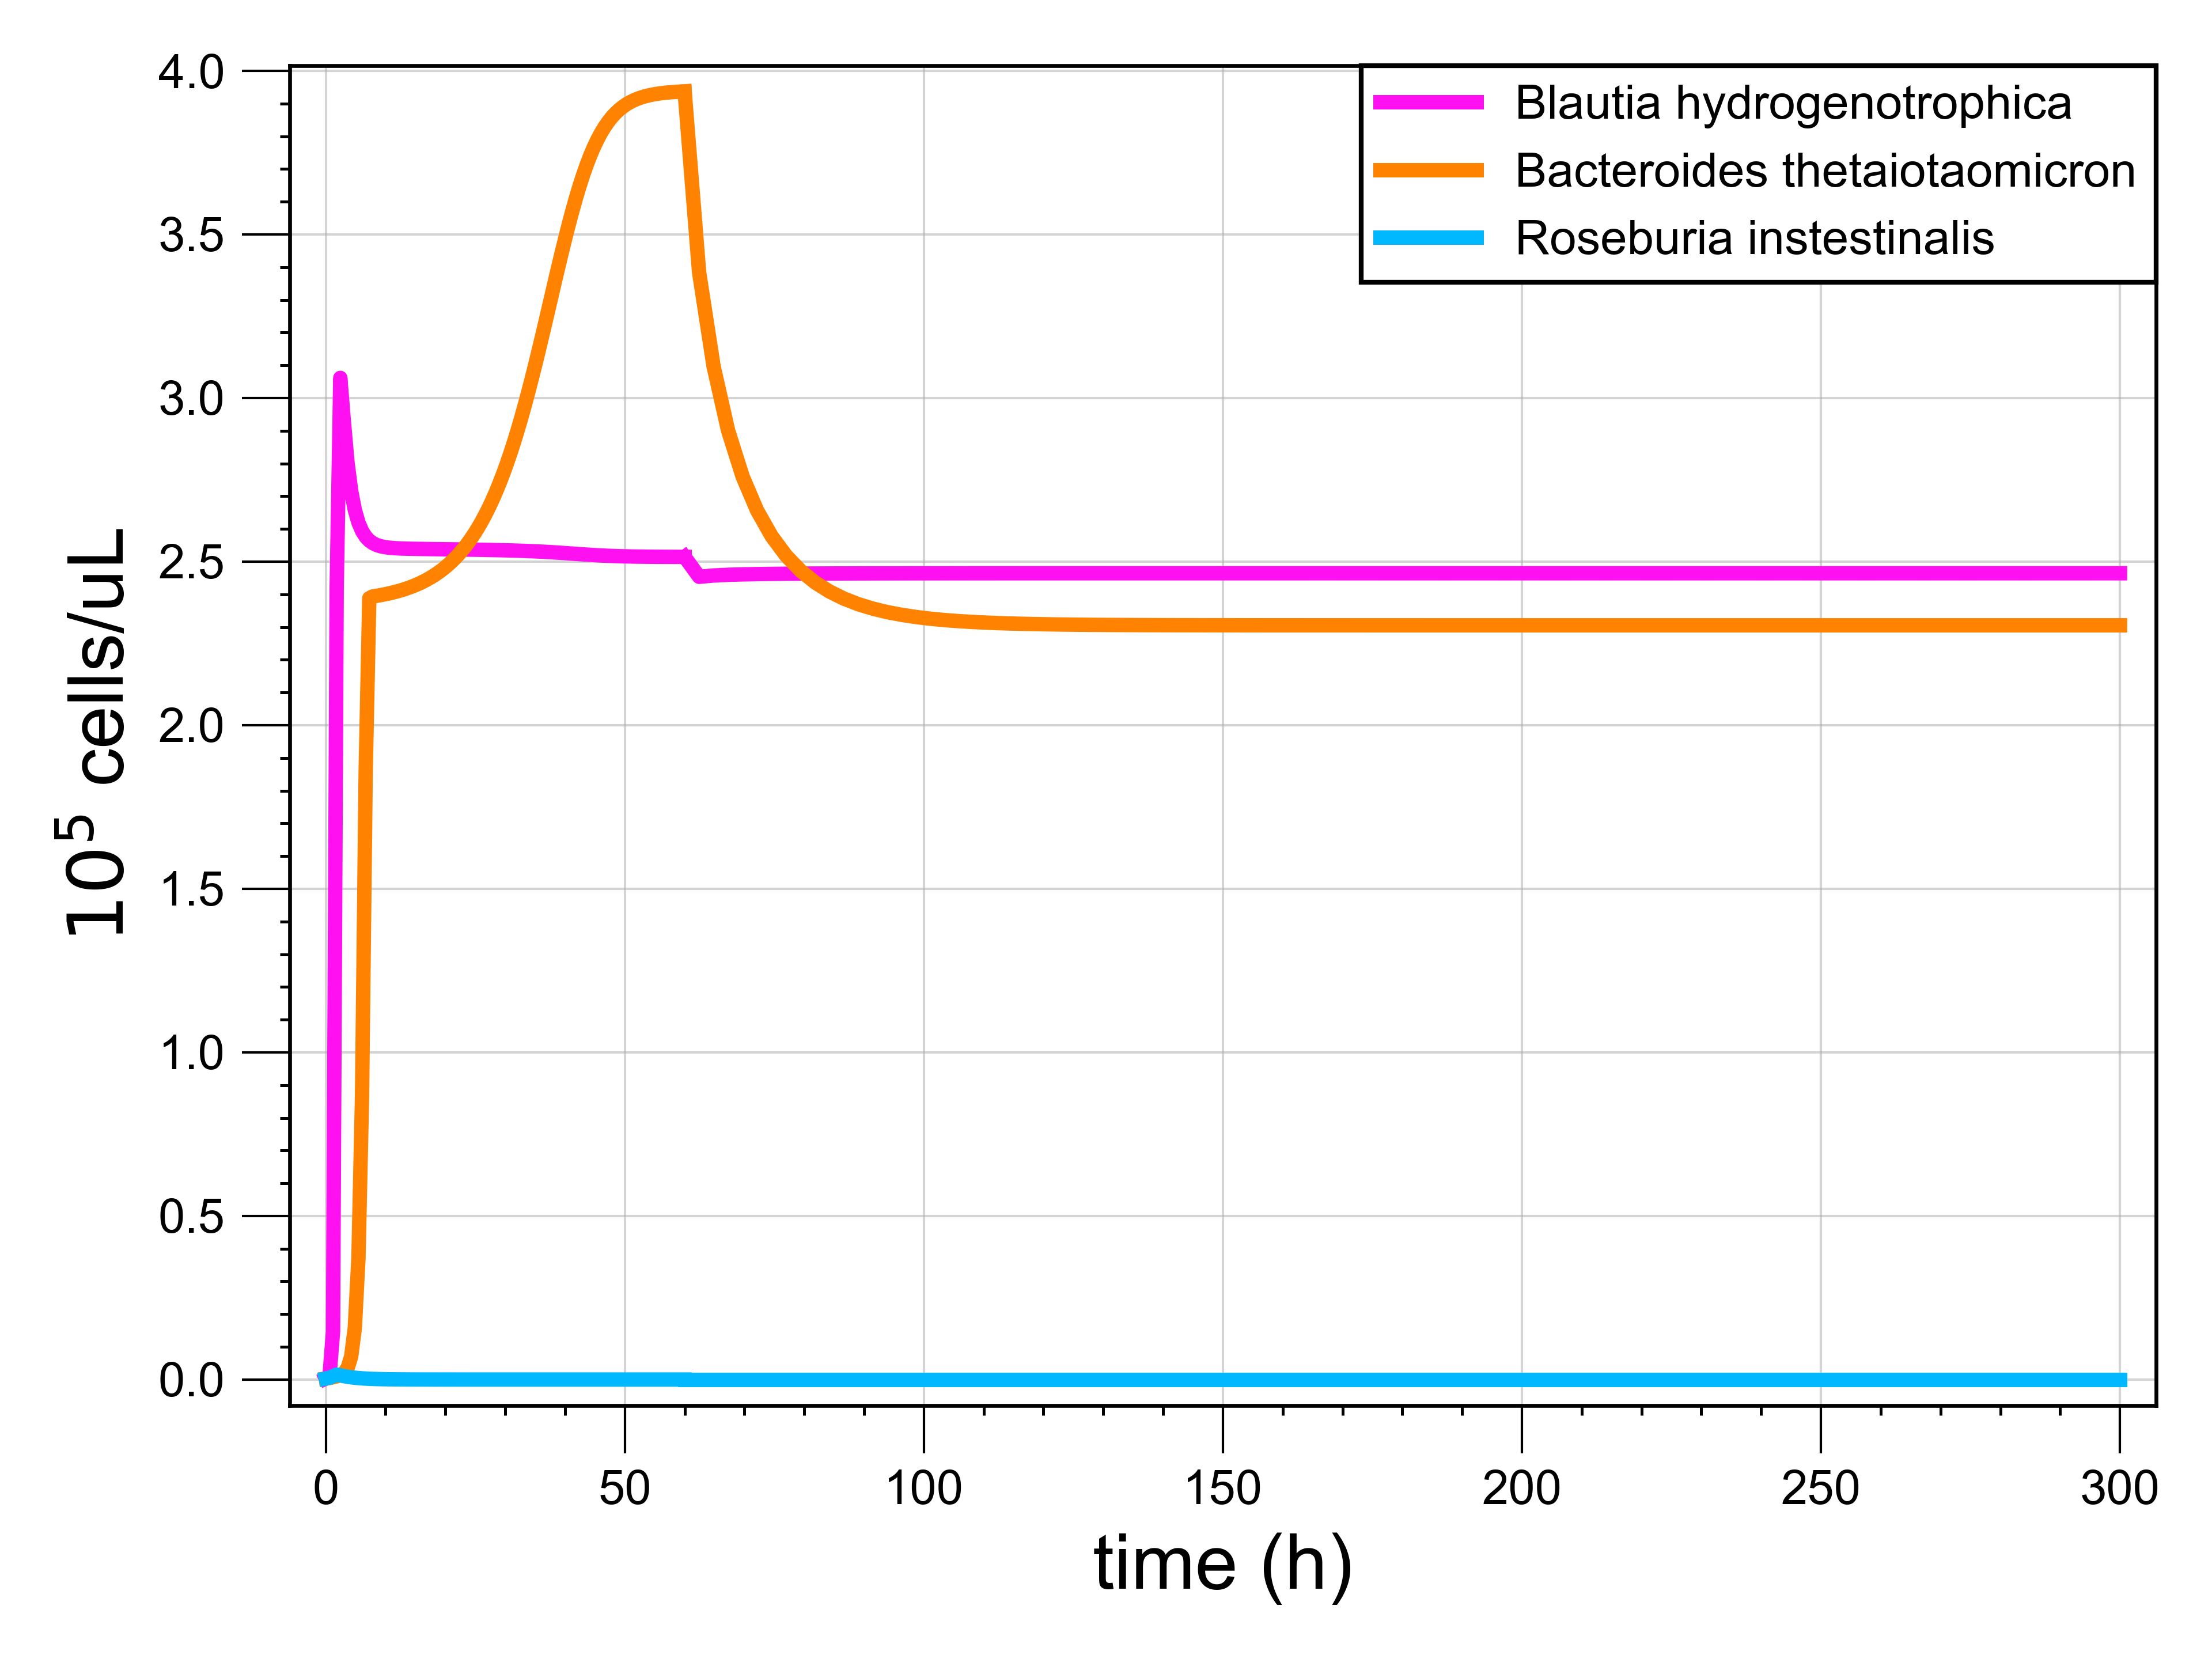 4.0
3.5
3.0
2.5
2.0
1.5
1.0
0.5
0.0
10⁵ cells/uL
Blautia hydrogenotrophica
Bacteroides thetaiotaomicron
Roseburia instestinalis
0 50 100 150 200 250 300
time (h)